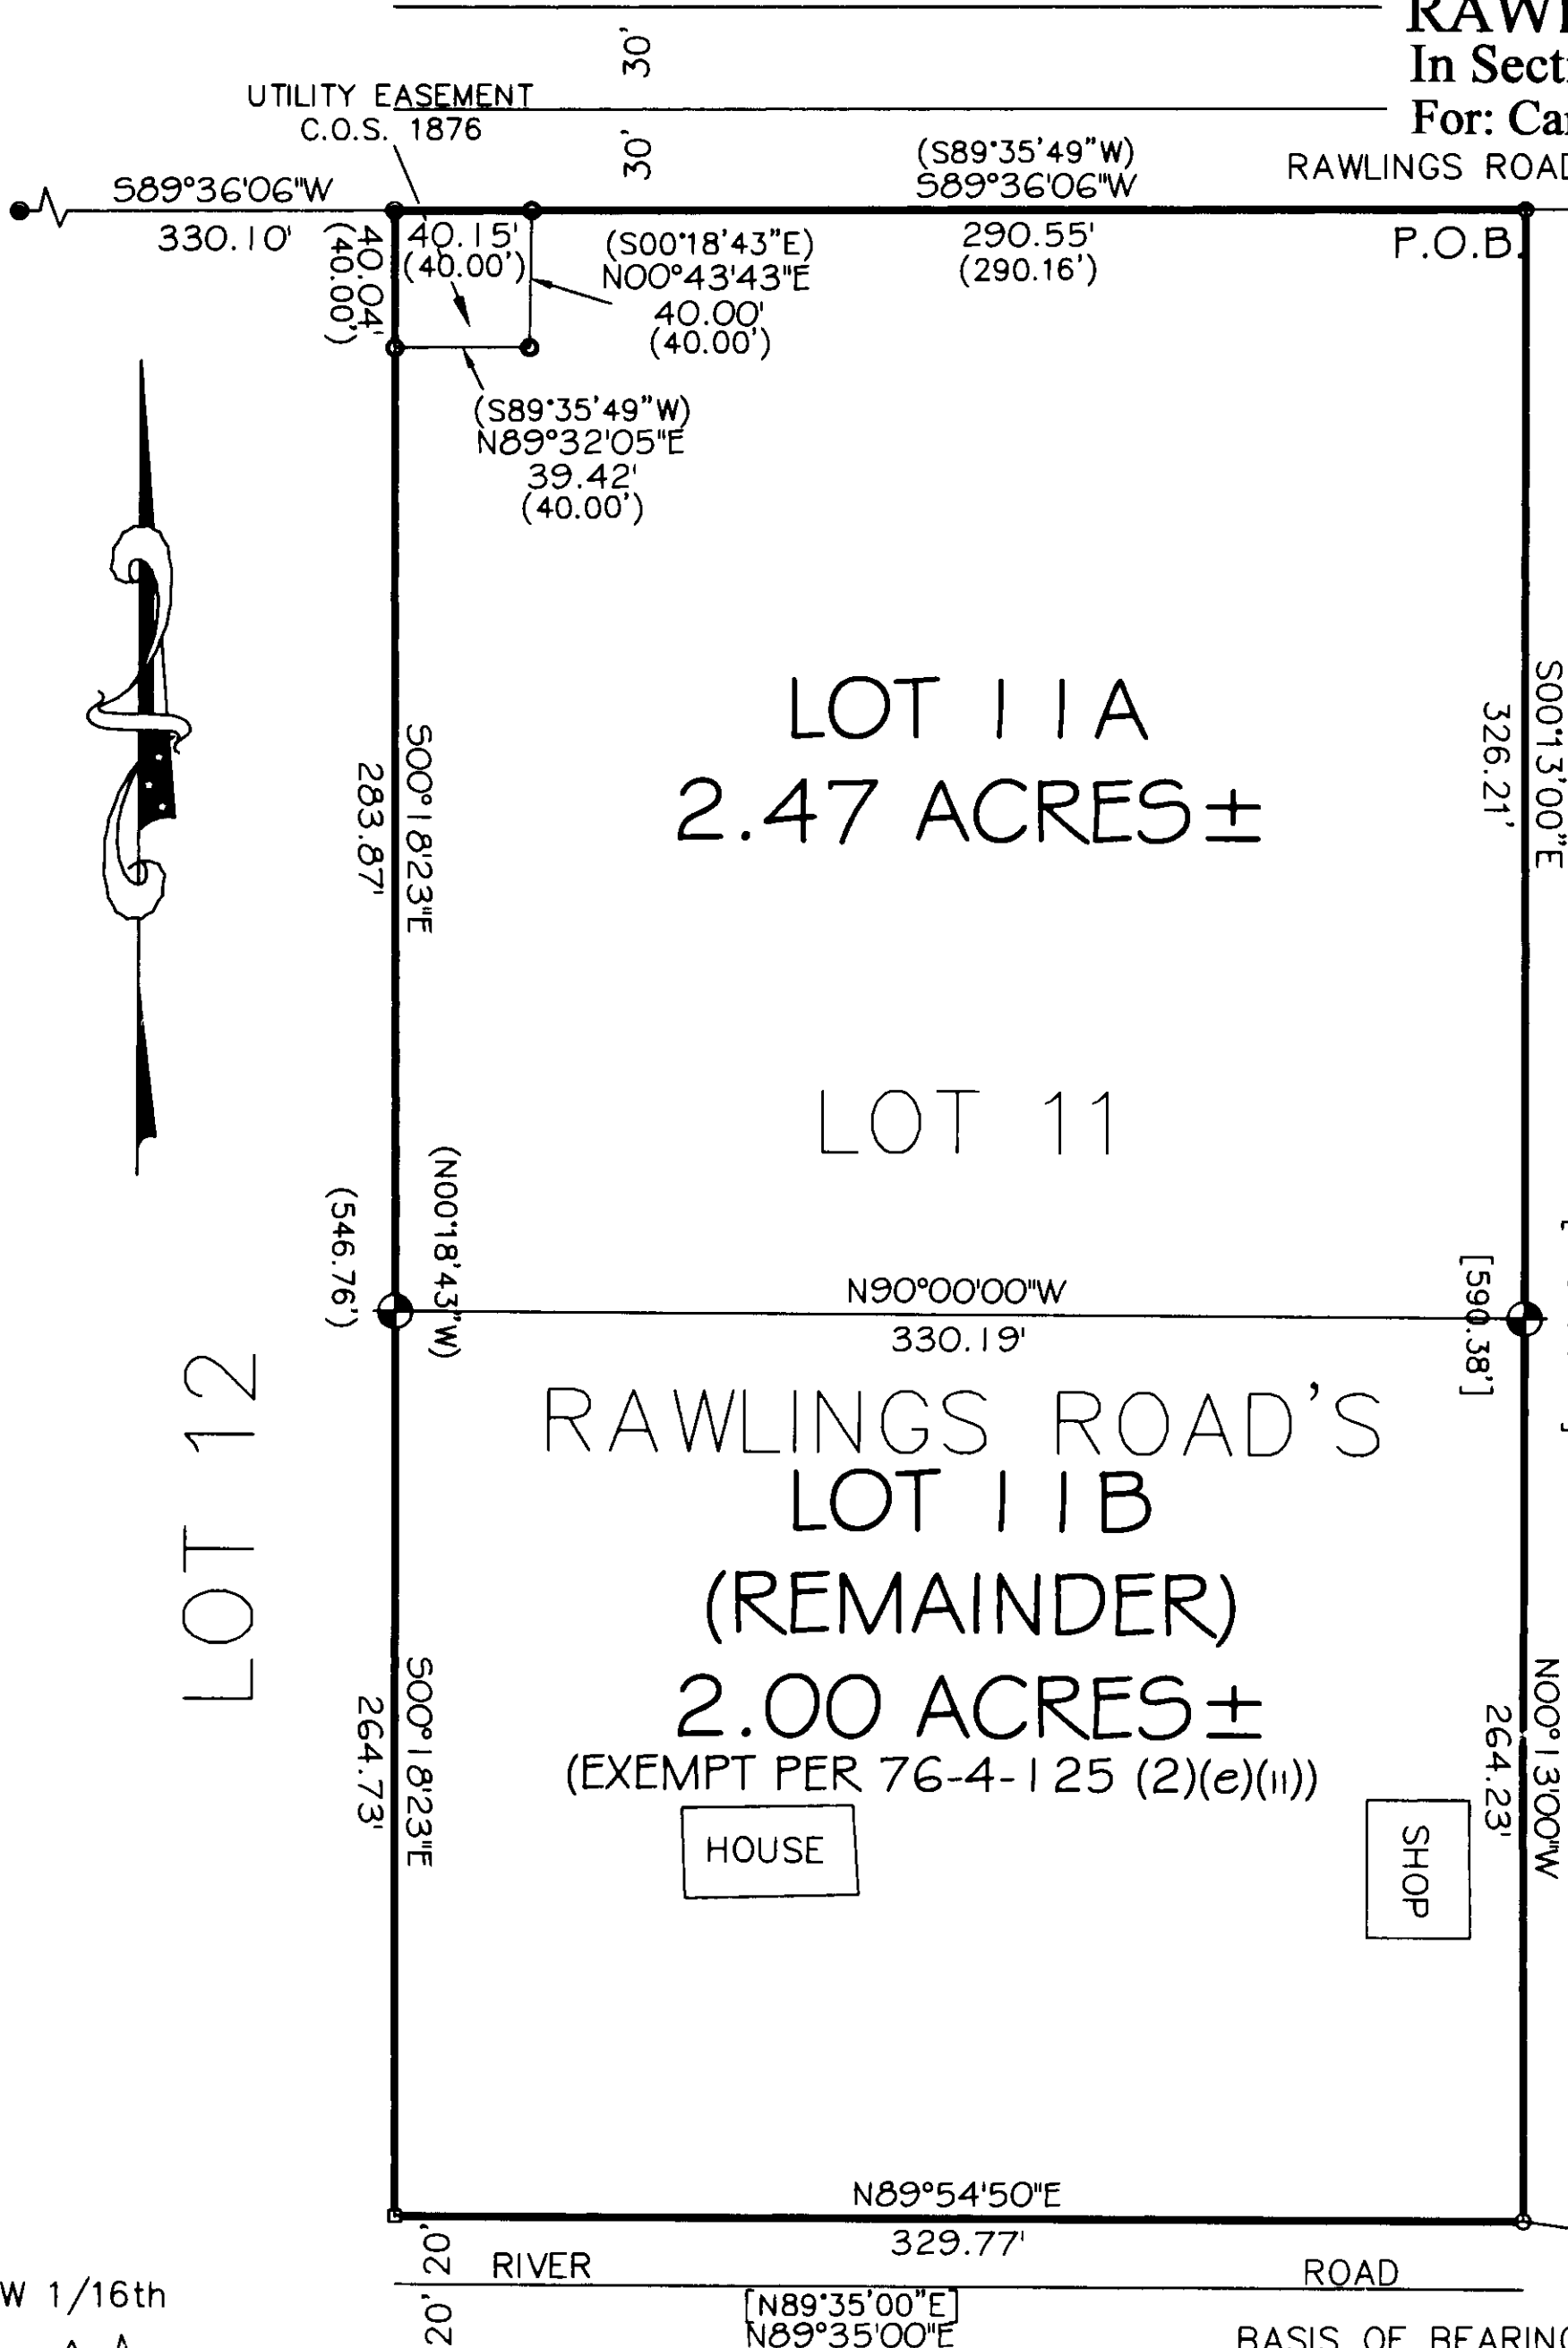 RAWL
In Secti
For: Car
30'
UTILITY EASEMENT
C.O.S. 1876
30'
(S89°35'49"W)
S89°36'06"W
RAWLINGS ROAD
S89°36'06"W
330.10'
40.04'
(40.00')
40.15'
(40.00')
(S00°18'43"E)
N00°43'43"E
40.00'
(40.00')
290.55'
(290.16')
P.O.B.
(S89°35'49"W)
N89°32'05"E
39.42'
(40.00')
S00°13'00"E
326.21'
LOT 11A
2.47 ACRES±
S00°18'23"E
283.87'
LOT 11
(N00°18'43"W)
(546.76')
N90°00'00"W
330.19'
[590.38']
LOT 12
RAWLINGS ROAD'S
LOT 11B
(REMAINDER)
2.00 ACRES±
(EXEMPT PER 76-4-125 (2)(e)(ii))
S00°18'23"E
264.73'
N00°13'00"W
264.23'
HOUSE
SHOP
N89°54'50"E
329.77'
20'
RIVER ROAD
20'
[N89°35'00"E]
N89°35'00"E
W 1/16th
BASIS OF BEARING